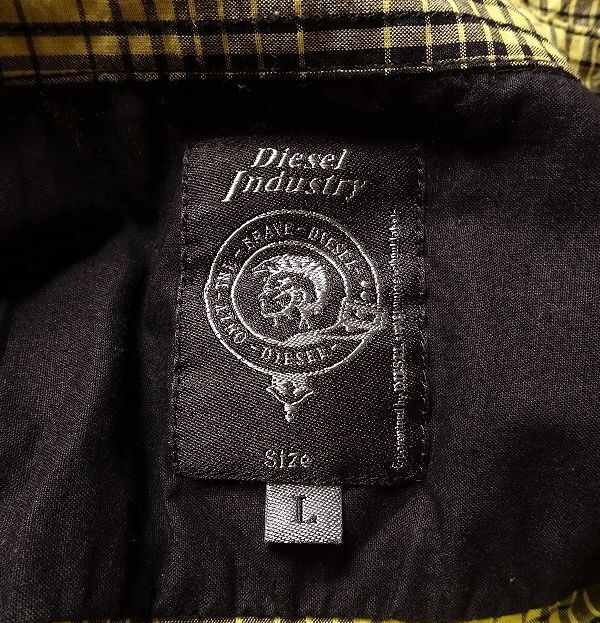 Diesel
Industry
ONLY THE BRAVE - DIESEL - DIESEL -
Size
L